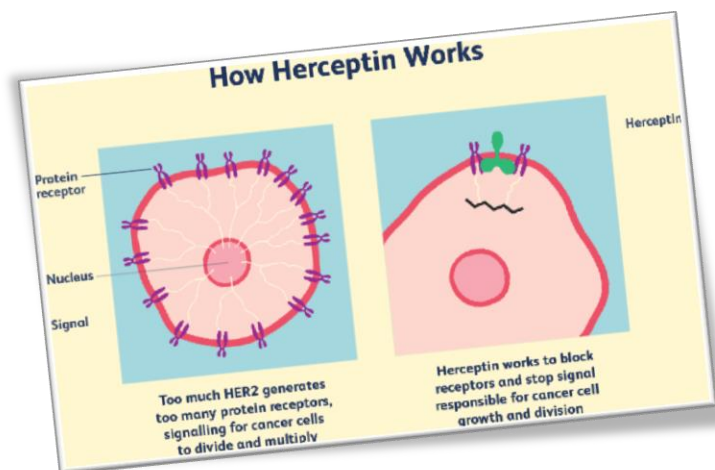 How Herceptin Works
Protein
receptor
Nucleus
Signal
Too much HER2 generates
too many protein receptors,
signalling for cancer cells
to divide and multiply
Herceptin
Herceptin works to block
receptors and stop signal
responsible for cancer cell
growth and division